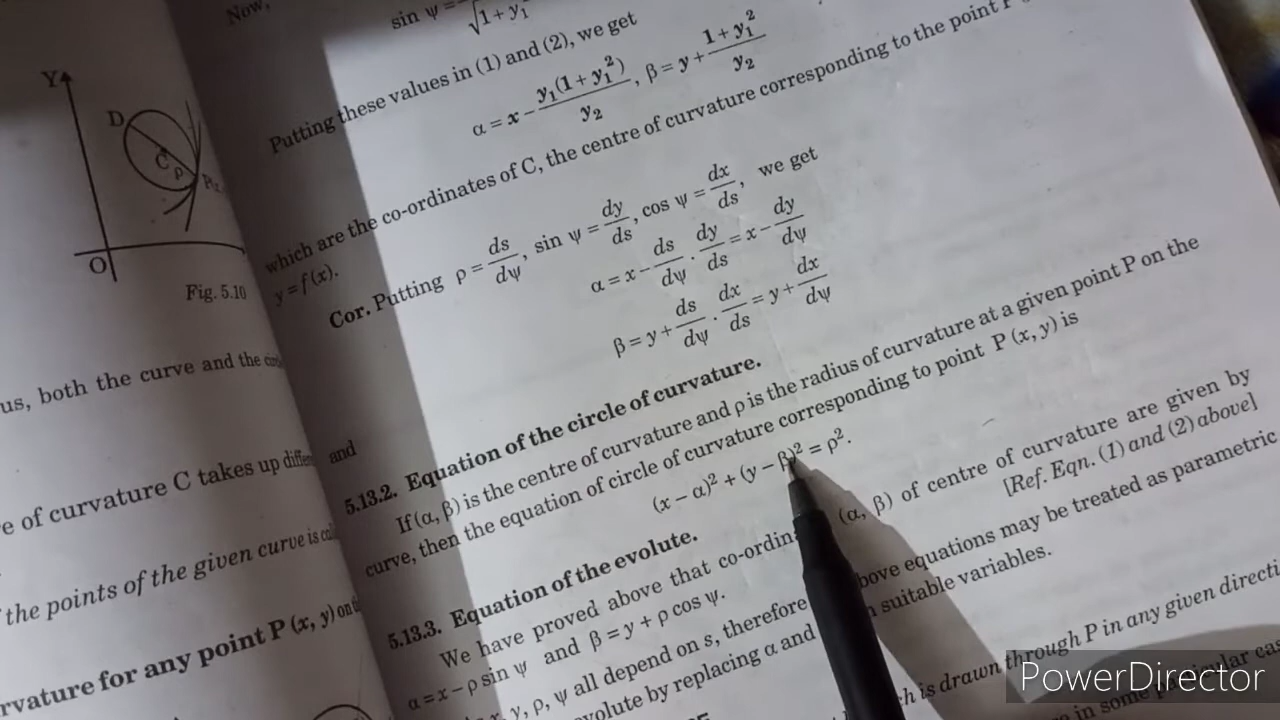 Y
D
C
ρ
O
Fig. 5.10
us, both the curve and the
e of curvature C takes up
the points of the given curve is
rvature for any point P (x, y) on
Now,
sin ψ = √1 + y₁
Putting these values in (1) and (2), we get
α = x − y₁(1 + y₁²)/y₂ , β = y + (1 + y₁²)/y₂
which are the co-ordinates of C, the centre of curvature corresponding to the point
y = f (x).
Cor. Putting ρ = ds/dψ, sin ψ = dy/ds, cos ψ = dx/ds, we get
α = x − ds/dψ . dy/ds = x − dy/dψ
and
β = y + ds/dψ . dx/ds = y + dx/dψ
5.13.2. Equation of the circle of curvature.
If (α, β) is the centre of curvature and ρ is the radius of curvature at a given point P on the
curve, then the equation of circle of curvature corresponding to point P (x, y) is
(x − α)² + (y − β)² = ρ².
5.13.3. Equation of the evolute.
We have proved above that (α, β) of centre of curvature are given by
α = x − ρ sin ψ and β = y + ρ cos ψ. [Ref. Eqn. (1) and (2) above]
x, y, ρ, ψ all depend on s, therefore equations may be treated as parametric
by replacing α and suitable variables.
is drawn through P in any given
in some particular
PowerDirector